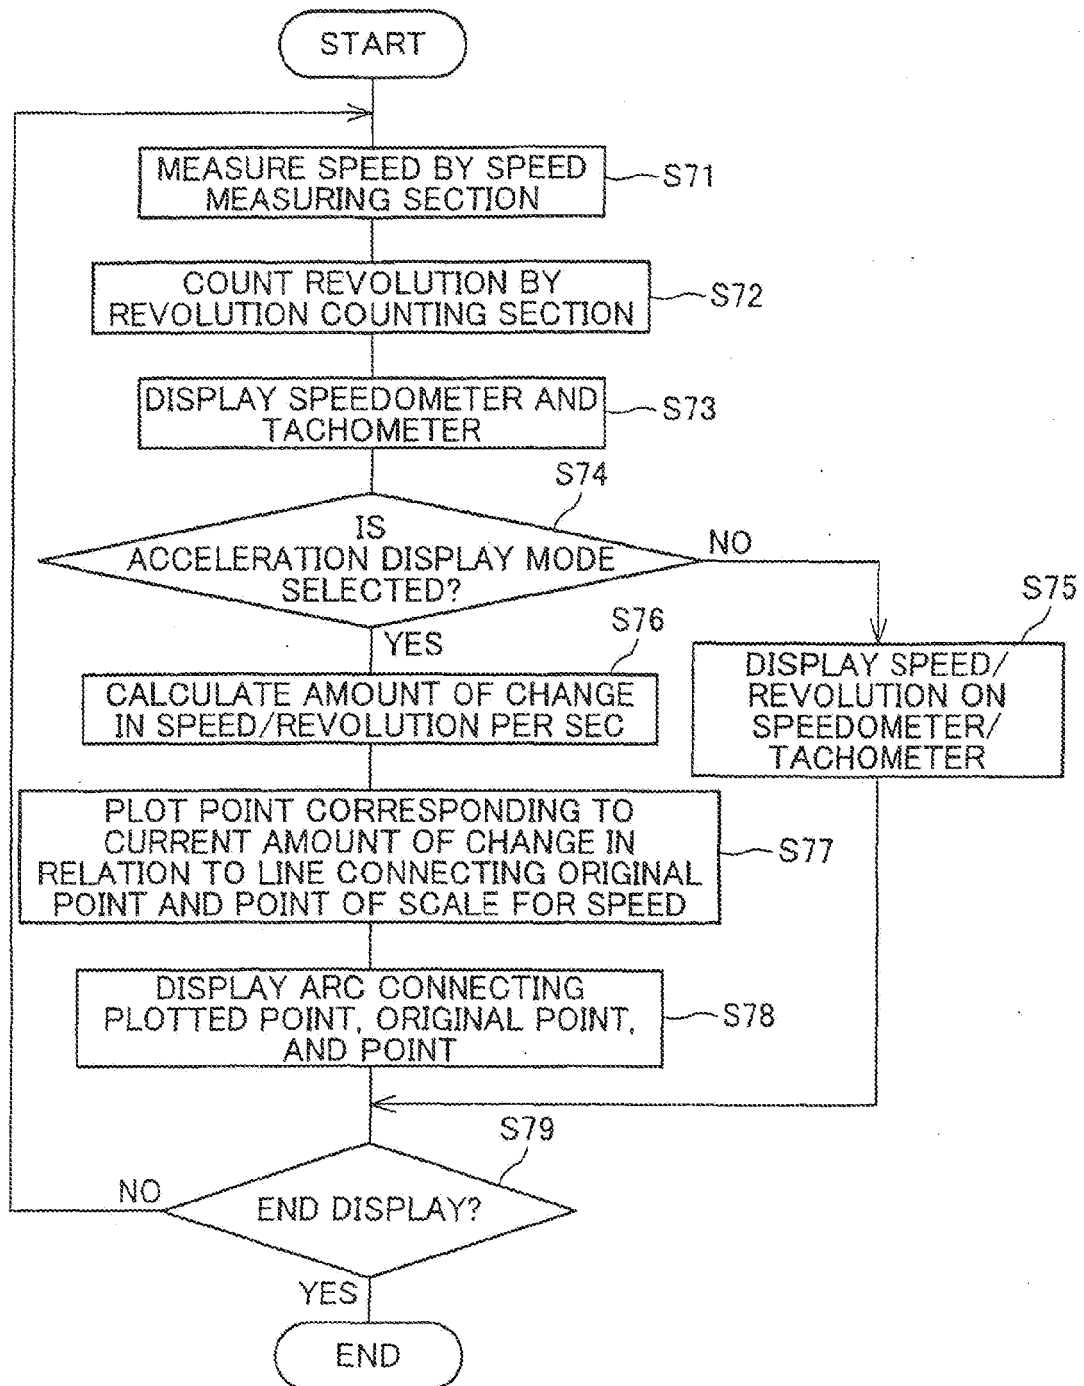 START
MEASURE SPEED BY SPEED
MEASURING SECTION
S71
COUNT REVOLUTION BY
REVOLUTION COUNTING SECTION
S72
DISPLAY SPEEDOMETER AND
TACHOMETER
S73
S74
IS
ACCELERATION DISPLAY MODE
SELECTED?
NO
YES
S75
DISPLAY SPEED/
REVOLUTION ON
SPEEDOMETER/
TACHOMETER
S76
CALCULATE AMOUNT OF CHANGE
IN SPEED/REVOLUTION PER SEC
PLOT POINT CORRESPONDING TO
CURRENT AMOUNT OF CHANGE IN
RELATION TO LINE CONNECTING ORIGINAL
POINT AND POINT OF SCALE FOR SPEED
S77
DISPLAY ARC CONNECTING
PLOTTED POINT, ORIGINAL POINT,
AND POINT
S78
S79
END DISPLAY?
NO
YES
END